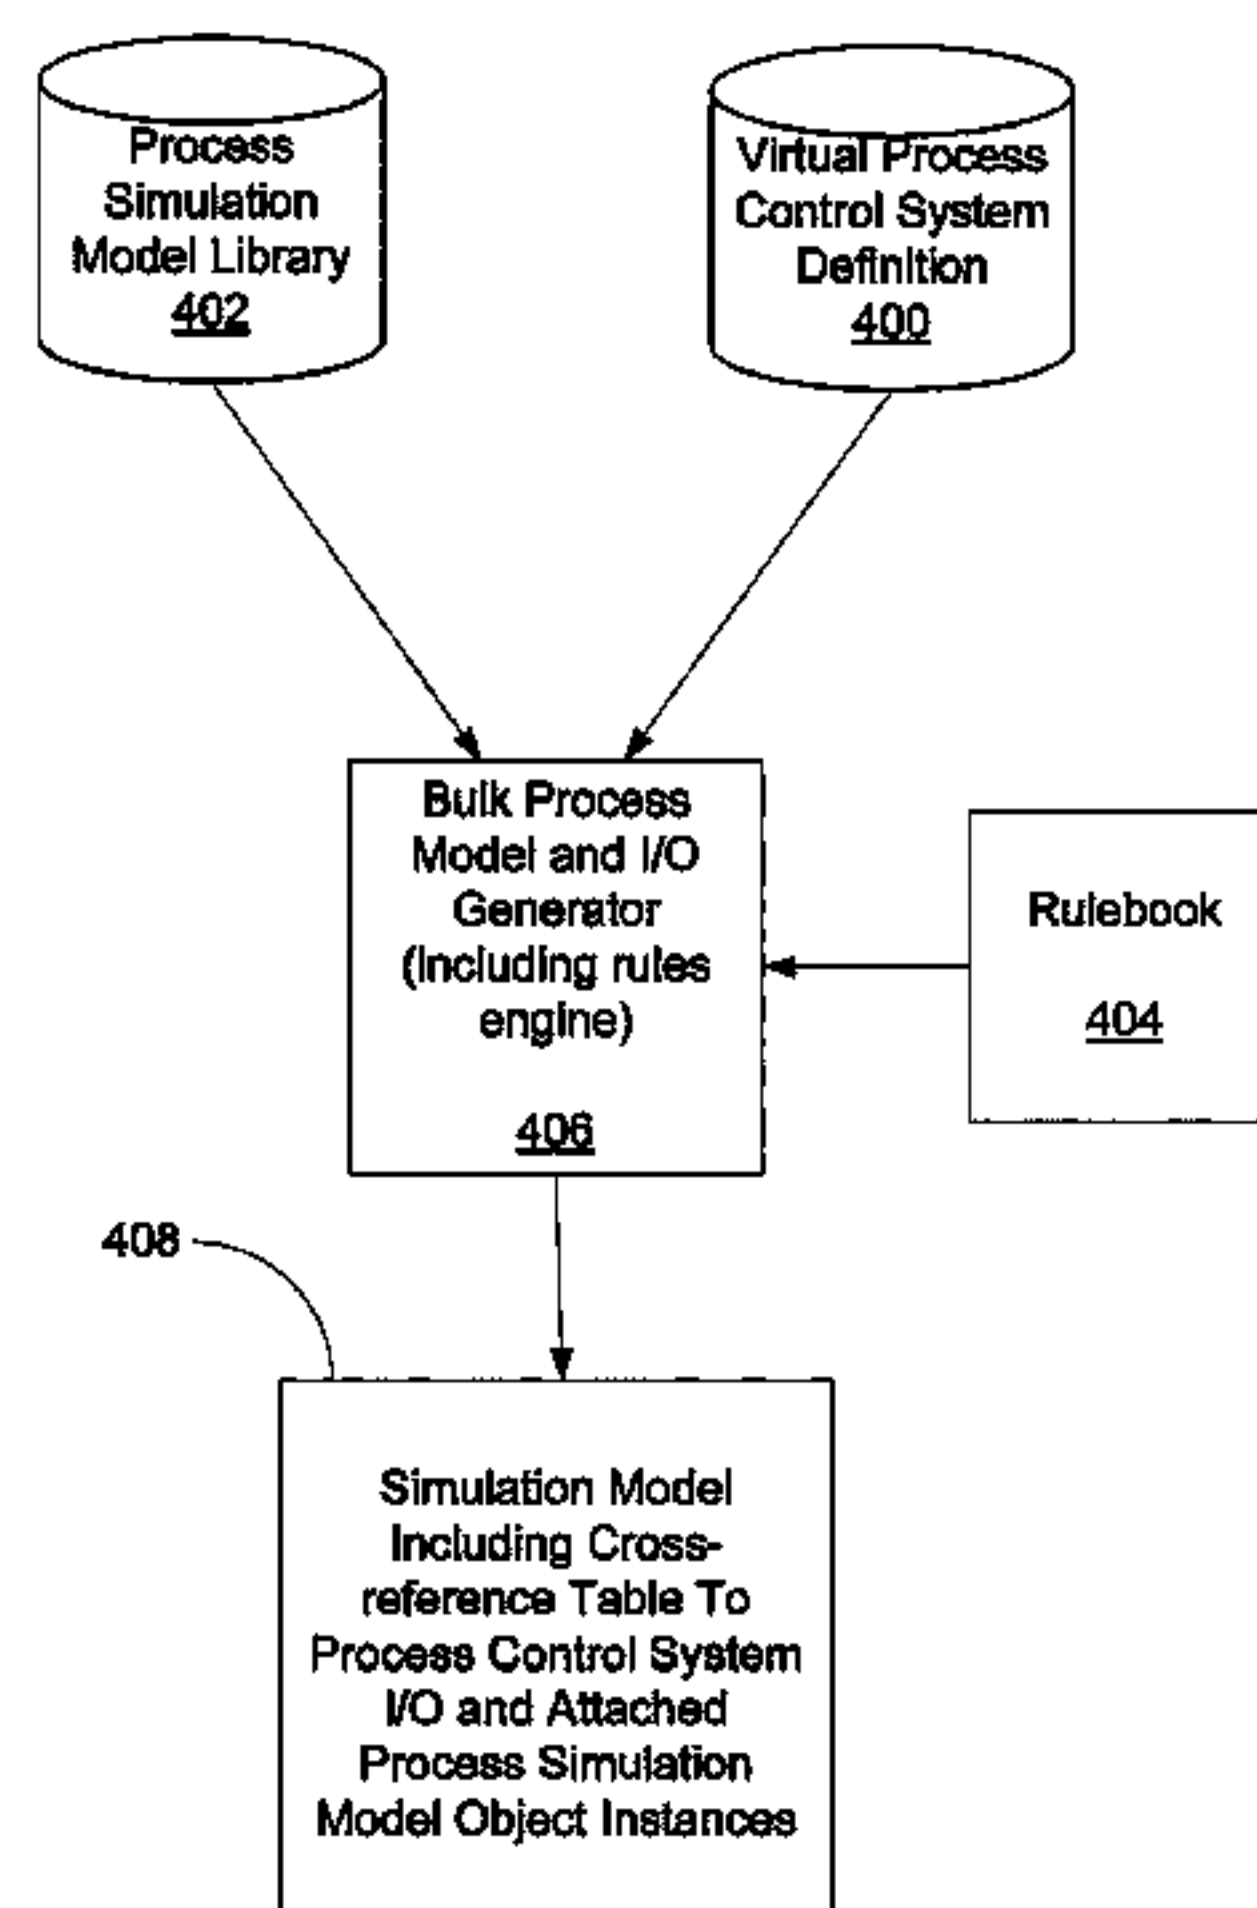 Process
Simulation
Model Library
402
Virtual Process
Control System
Definition
400
Bulk Process
Model and I/O
Generator
(including rules
engine)
406
Rulebook
404
408
Simulation Model
Including Cross-
reference Table To
Process Control System
I/O and Attached
Process Simulation
Model Object Instances